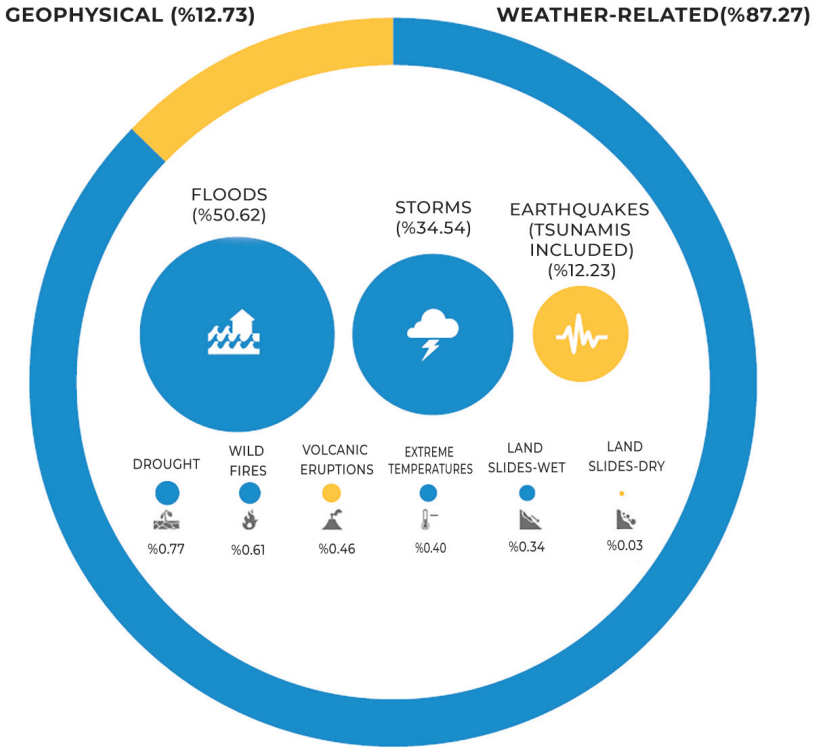 GEOPHYSICAL (%12.73)
WEATHER-RELATED(%87.27)
FLOODS
(%50.62)
STORMS
(%34.54)
EARTHQUAKES
(TSUNAMIS
INCLUDED)
(%12.23)
DROUGHT
%0.77
WILD
FIRES
%0.61
VOLCANIC
ERUPTIONS
%0.46
EXTREME
TEMPERATURES
%0.40
LAND
SLIDES-WET
%0.34
LAND
SLIDES-DRY
%0.03